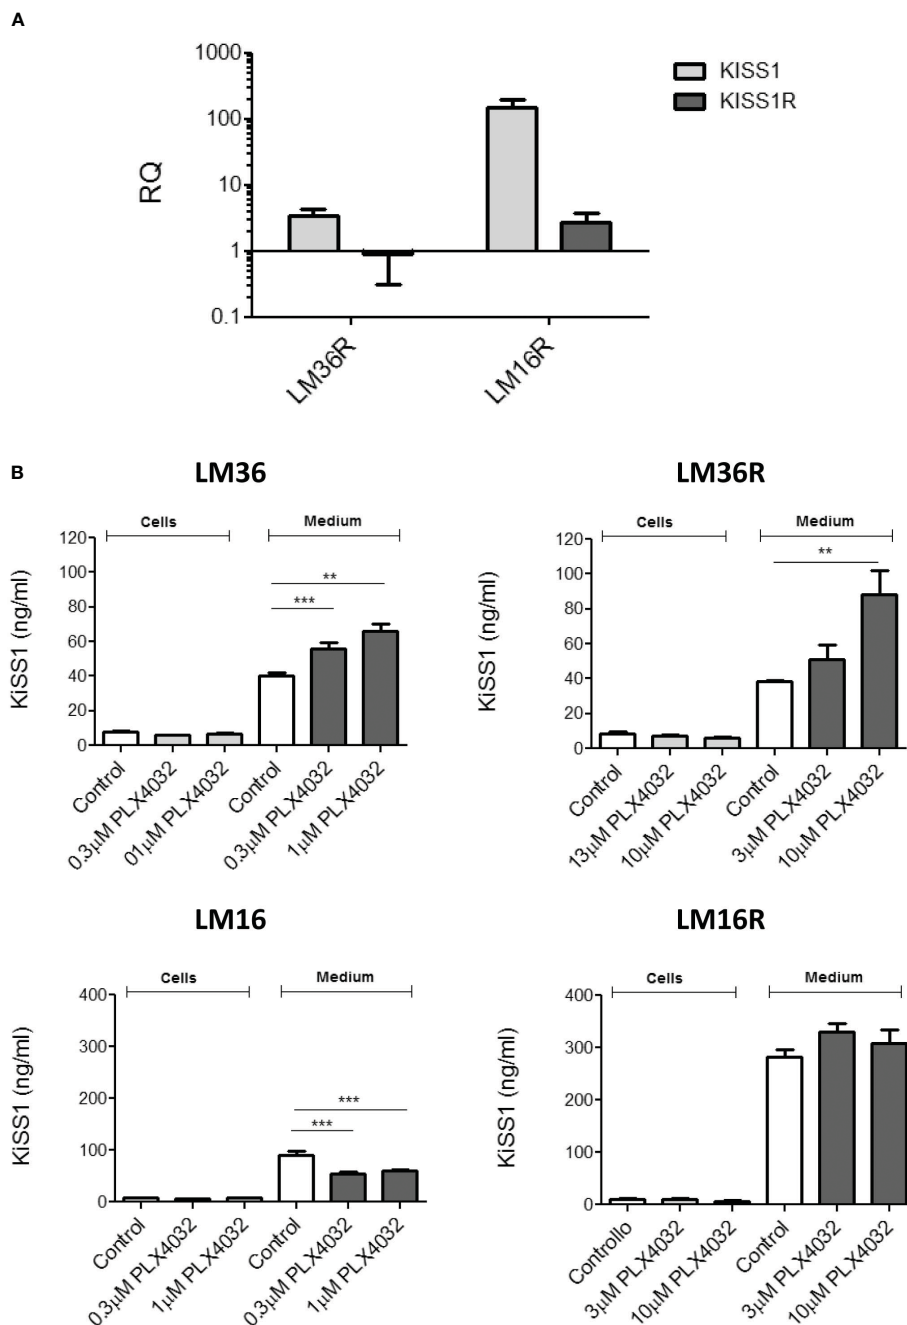 A
1000
100
10
1
0.1
RQ
KISS1
KISS1R
LM36R
LM16R
B
LM36
Cells
Medium
120
100
80
60
40
20
0
KiSS1 (ng/ml)
**
***
Control
0.3µM PLX4032
01µM PLX4032
Control
0.3µM PLX4032
1µM PLX4032
LM36R
Cells
Medium
120
100
80
60
40
20
0
KiSS1 (ng/ml)
**
Control
13µM PLX4032
10µM PLX4032
Control
3µM PLX4032
10µM PLX4032
LM16
Cells
Medium
400
300
200
100
0
KiSS1 (ng/ml)
***
***
Control
0.3µM PLX4032
1µM PLX4032
Control
0.3µM PLX4032
1µM PLX4032
LM16R
Cells
Medium
400
300
200
100
0
KiSS1 (ng/ml)
Controllo
3µM PLX4032
10µM PLX4032
Control
3µM PLX4032
10µM PLX4032